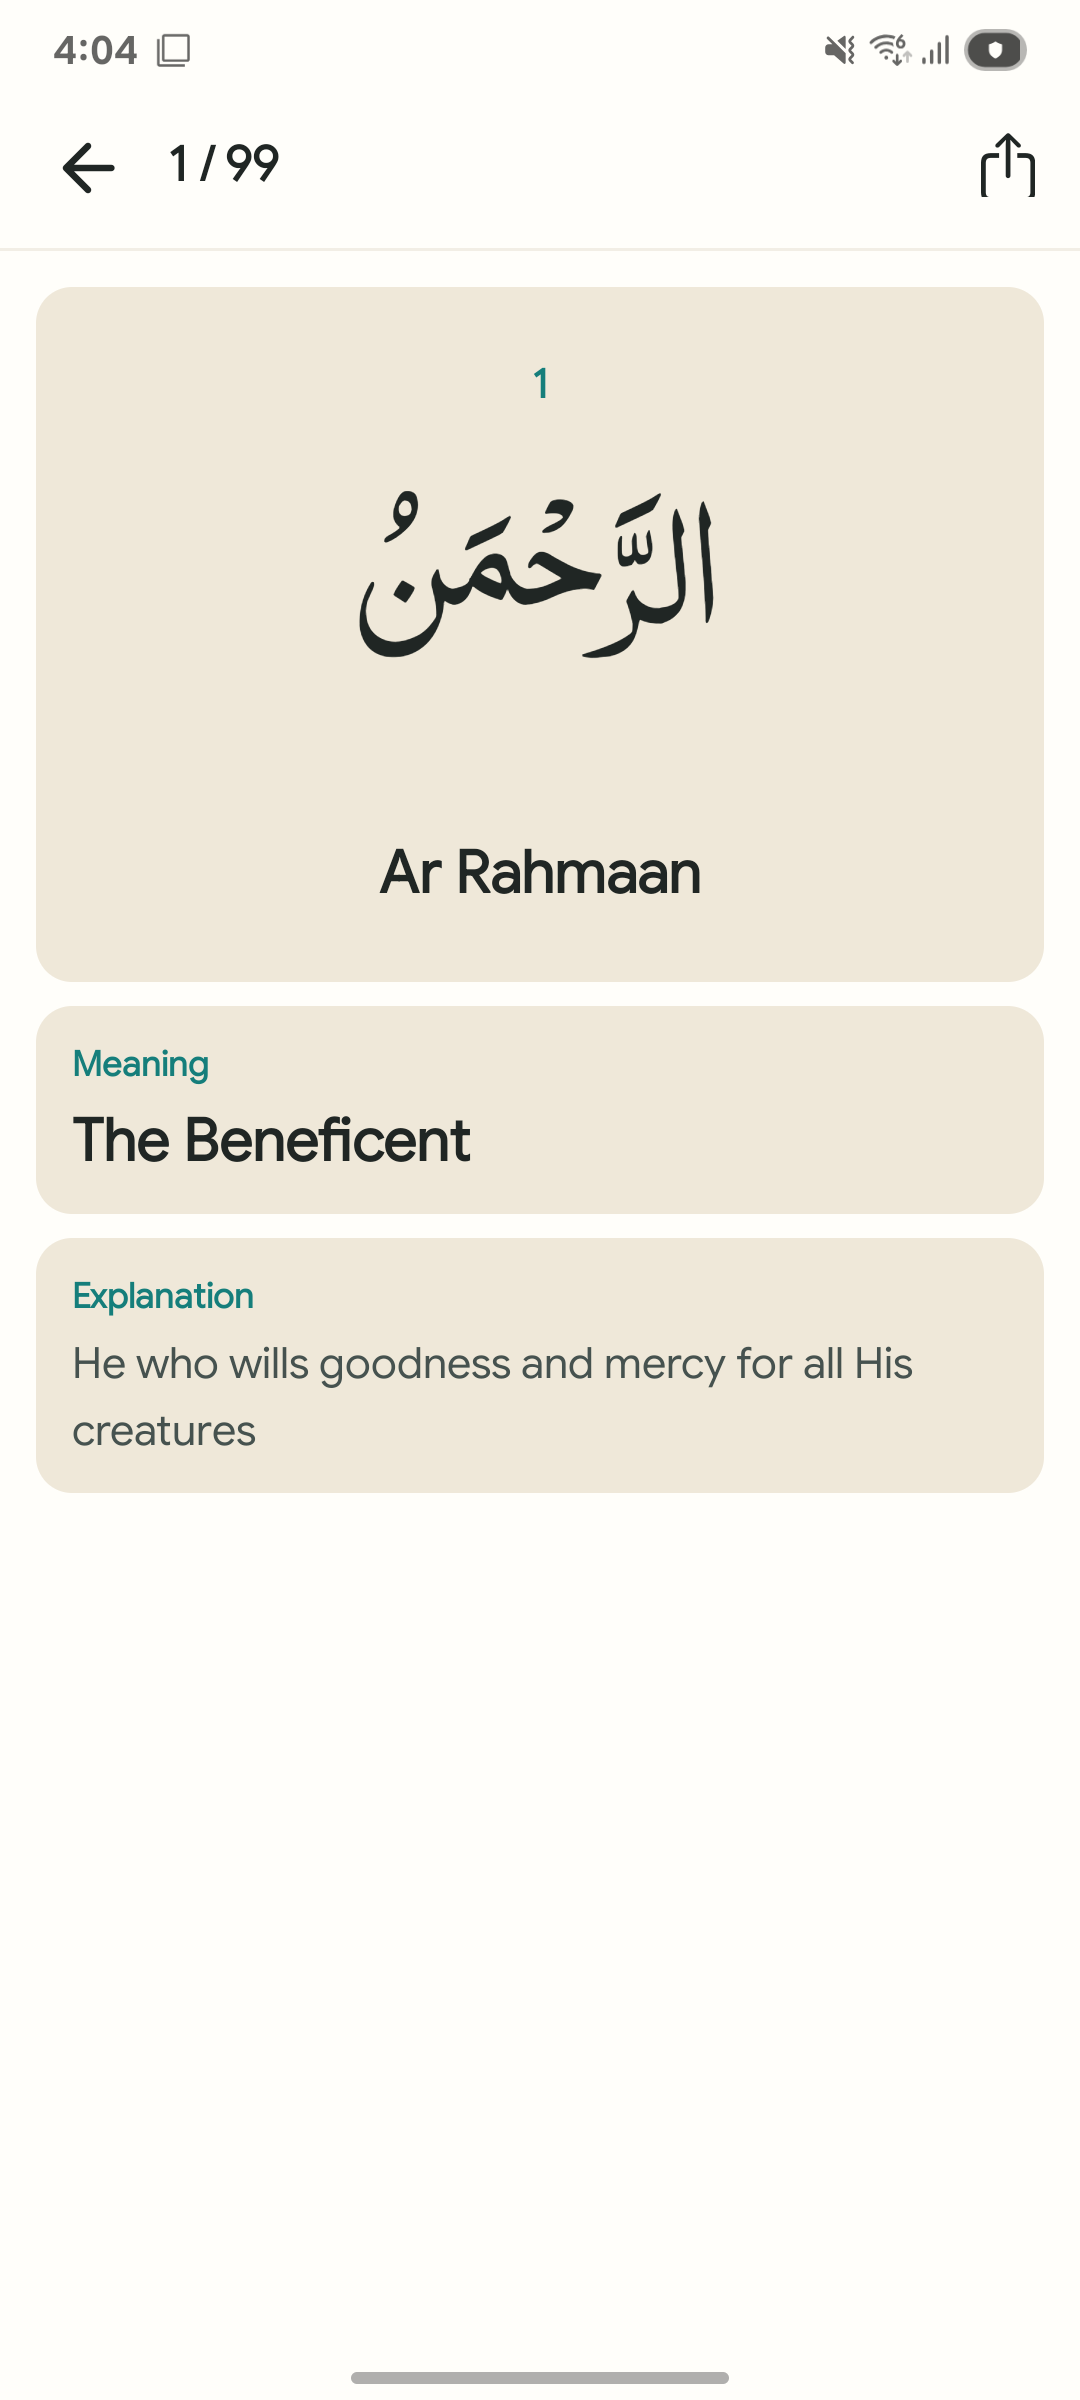 4:04
6
1 / 99
1
الرَّحْمَنُ
Ar Rahmaan
Meaning
The Beneficent
Explanation
He who wills goodness and mercy for all His
creatures